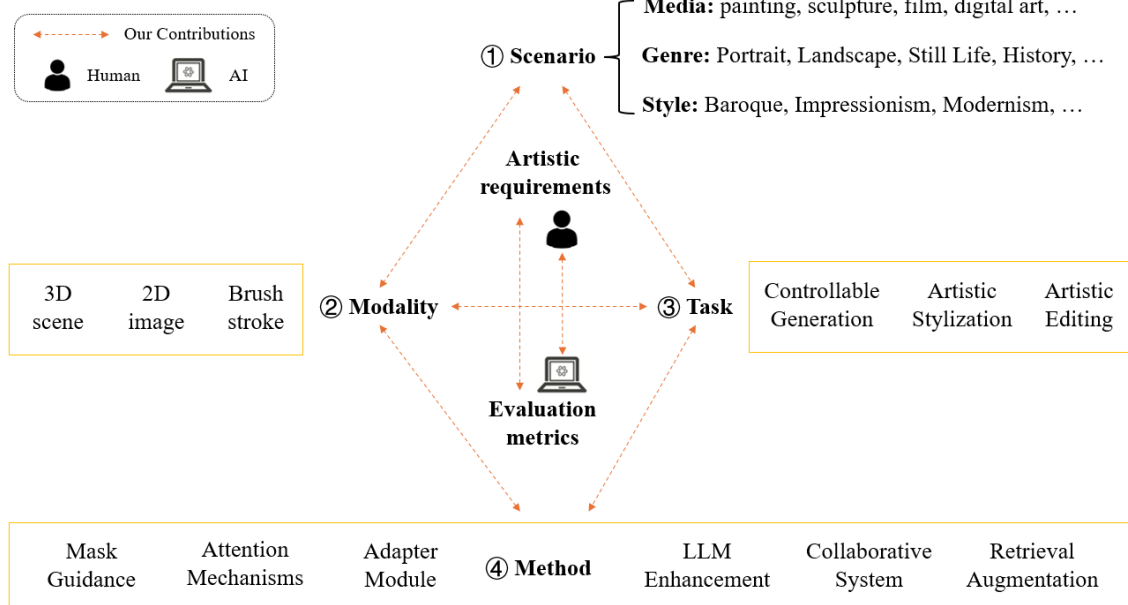 Our Contributions
Human
AI
① Scenario
Media: painting, sculpture, film, digital art, …
Genre: Portrait, Landscape, Still Life, History, …
Style: Baroque, Impressionism, Modernism, …
Artistic
requirements
3D
scene
2D
image
Brush
stroke
② Modality
③ Task
Controllable
Generation
Artistic
Stylization
Artistic
Editing
Evaluation
metrics
Mask
Guidance
Attention
Mechanisms
Adapter
Module
④ Method
LLM
Enhancement
Collaborative
System
Retrieval
Augmentation